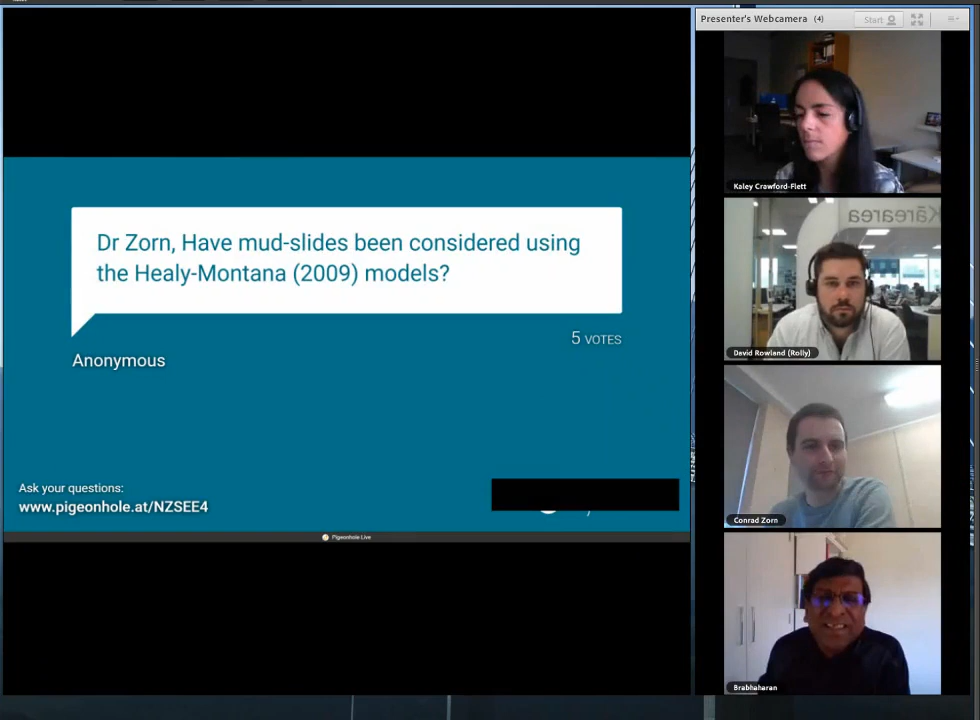 Presenter's Webcamera (4)
Start
Kaley Crawford-Flett
Kārearea
David Rowland (Rolly)
Conrad Zorn
Brabhaharan
Dr Zorn, Have mud-slides been considered using
the Healy-Montana (2009) models?
5 VOTES
Anonymous
Ask your questions:
www.pigeonhole.at/NZSEE4
Pigeonhole Live